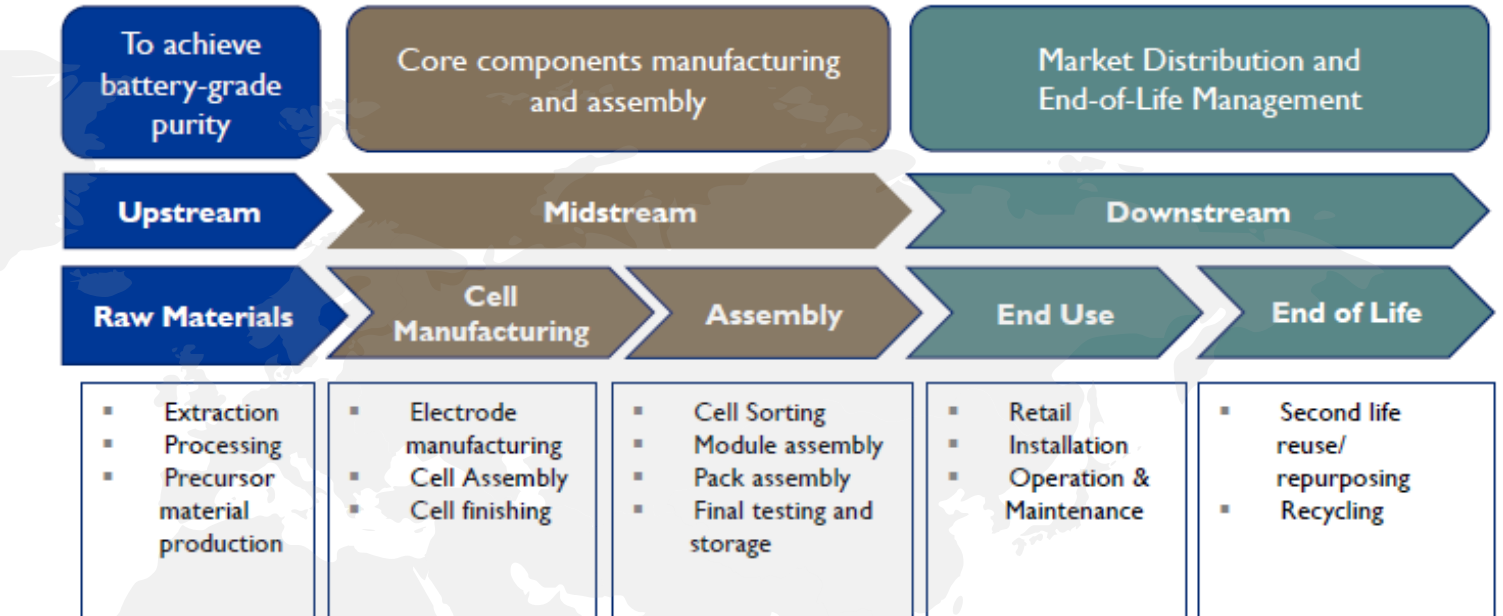 To achieve
battery-grade
purity
Core components manufacturing
and assembly
Market Distribution and
End-of-Life Management
Upstream
Midstream
Downstream
Raw Materials
Cell
Manufacturing
Assembly
End Use
End of Life
▪ Extraction
▪ Processing
▪ Precursor
material
production
▪ Electrode
manufacturing
▪ Cell Assembly
▪ Cell finishing
▪ Cell Sorting
▪ Module assembly
▪ Pack assembly
▪ Final testing and
storage
▪ Retail
▪ Installation
▪ Operation &
Maintenance
▪ Second life
reuse/
repurposing
▪ Recycling